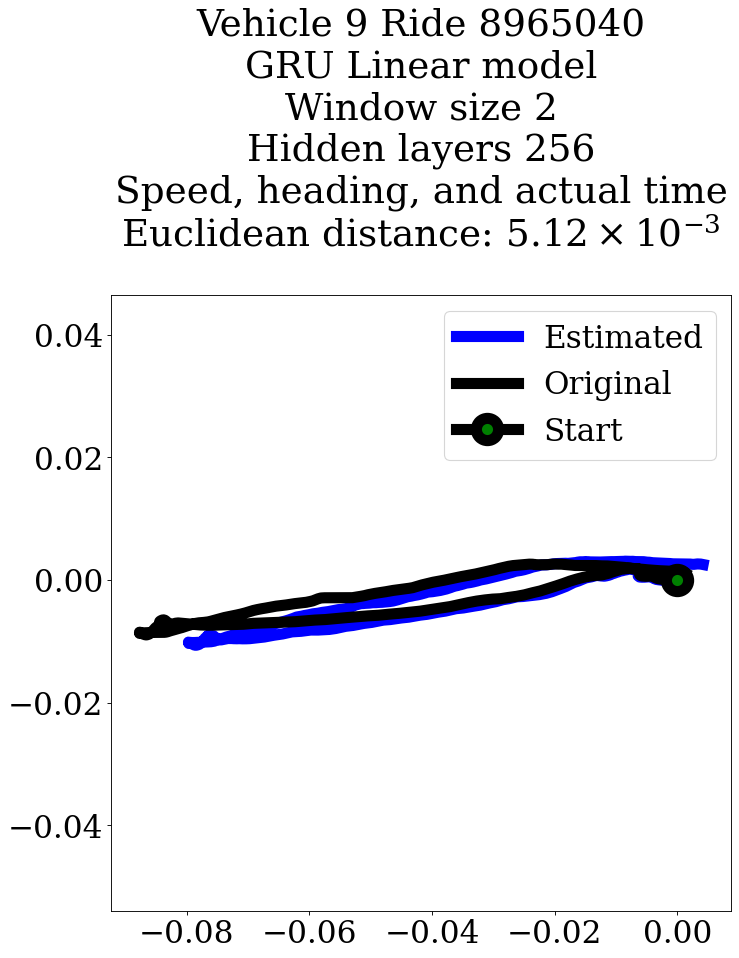 Vehicle 9 Ride 8965040
GRU Linear model
Window size 2
Hidden layers 256
Speed, heading, and actual time
Euclidean distance: 5.12 × 10⁻³
Estimated
Original
Start
0.04
0.02
0.00
−0.02
−0.04
−0.08 −0.06 −0.04 −0.02 0.00